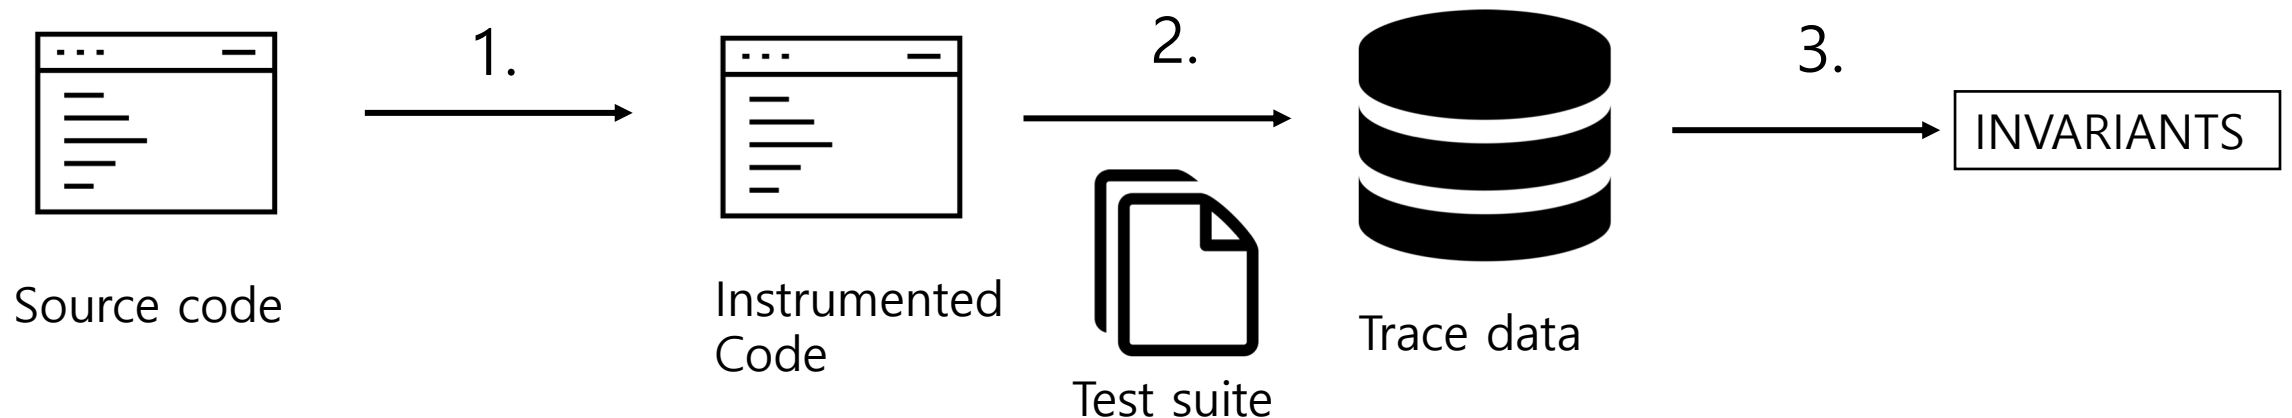 1.
2.
3.
INVARIANTS
Source code
Instrumented
Code
Test suite
Trace data